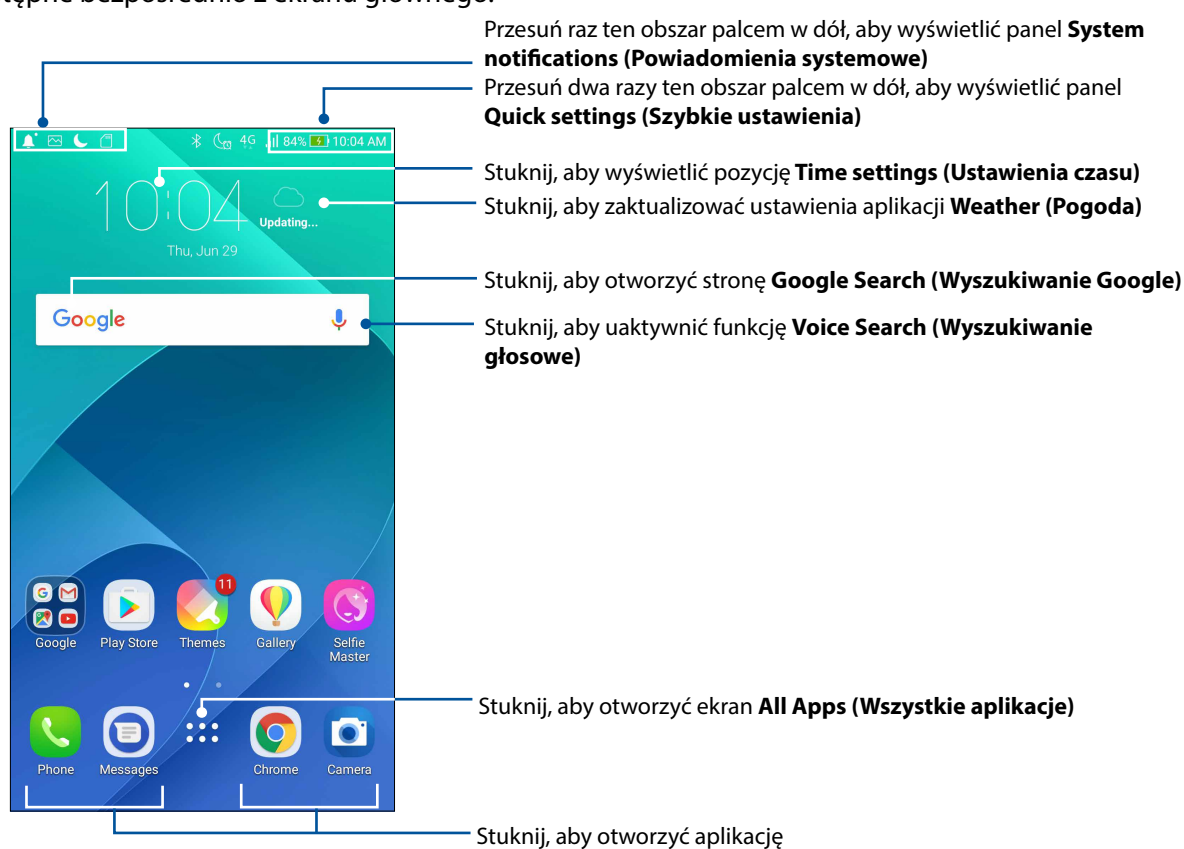 tępne bezpośrednio z ekranu głównego.
Przesuń raz ten obszar palcem w dół, aby wyświetlić panel System
notifications (Powiadomienia systemowe)
Przesuń dwa razy ten obszar palcem w dół, aby wyświetlić panel
Quick settings (Szybkie ustawienia)
4G 84% 10:04 AM
Stuknij, aby wyświetlić pozycję Time settings (Ustawienia czasu)
10:04
Stuknij, aby zaktualizować ustawienia aplikacji Weather (Pogoda)
Updating...
Thu, Jun 29
Stuknij, aby otworzyć stronę Google Search (Wyszukiwanie Google)
Google
Stuknij, aby uaktywnić funkcję Voice Search (Wyszukiwanie
głosowe)
11
Google Play Store Themes Gallery Selfie
Master
Stuknij, aby otworzyć ekran All Apps (Wszystkie aplikacje)
Phone Messages Chrome Camera
Stuknij, aby otworzyć aplikację